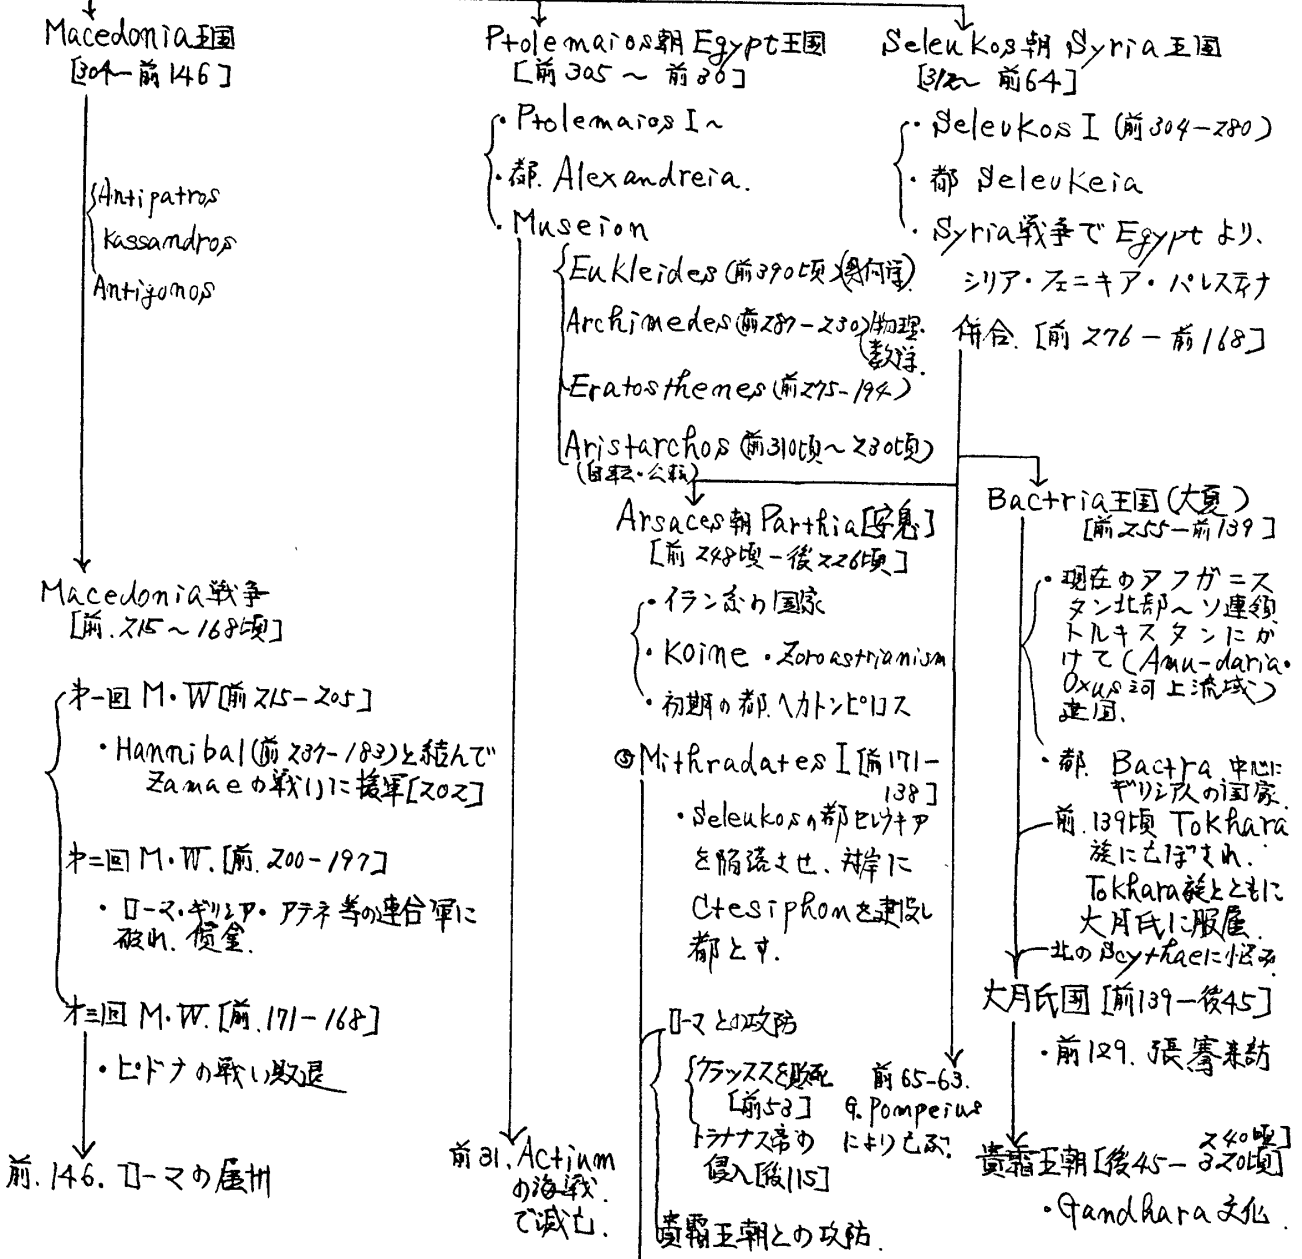 Macedonia王国
[304－前146]
Antipatros
Kassandros
Antigonos
Macedonia戦争
[前.215～168頃]
オ一回 M・W[前215－205]
・Hannibal(前237－183)と結んで
Zamaeの戦いに援軍[202]
オ二回 M・W.[前.200－197]
・ローマ・ギリシア・アテネ等の連合軍に
破れ、償金.
オ三回 M・W.[前.171－168]
・ピドナの戦い敗退
前.146.ローマの属州
Ptolemaios朝 Egypt王国
[前305～前30]
・Ptolemaios I～
・都.Alexandreia.
・Museion
Eukleides(前390頃)(幾何学)
Archimedes(前287－230)(物理.
数学.
Eratosthenes(前275－194)
Aristarchos(前310頃～230頃)
(自転・公転)
前31.Actium
の海戦.
で滅亡.
Seleukos朝 Syria王国
[312～前64]
・Seleukos I (前304－280)
・都 Seleukeia
・Syria戦争でEgyptより、
シリア・フェニキア・パレスティナ
併合.[前276－前168]
Arsaces朝Parthia[安息]
[前248頃－後226頃]
・イラン系の国家
・Koine・Zoroastrianism
・初期の都.ヘカトンピロス
◎Mithradates I[前171－
138]
・Seleukosの都セレウキア
を陥落させ、対岸に
Ctesiphonを建設し
都とす.
ローマとの攻防
クラッススを敗死
[前53]
トラヤヌス帝の
侵入[後115]
貴霜王朝との攻防.
前65－63.
G.Pompeius
により亡ぶ.
Bactria王国(大夏)
[前255－前139]
・現在のアフガニス
タン北部～ソ連領
トルキスタンにか
けて(Amu-daria・
Oxus河上流域)
建国.
・都.Bactra中心に
ギリシア人の国家.
前.139頃Tokhara
族に亡ぼされ.
Tokhara族とともに
大月氏に服属.
北のScythaeに悩み
大月氏国[前139－後45]
・前129.張騫来訪
240頃]
貴霜王朝[後45－320頃]
・Gandhara文化.